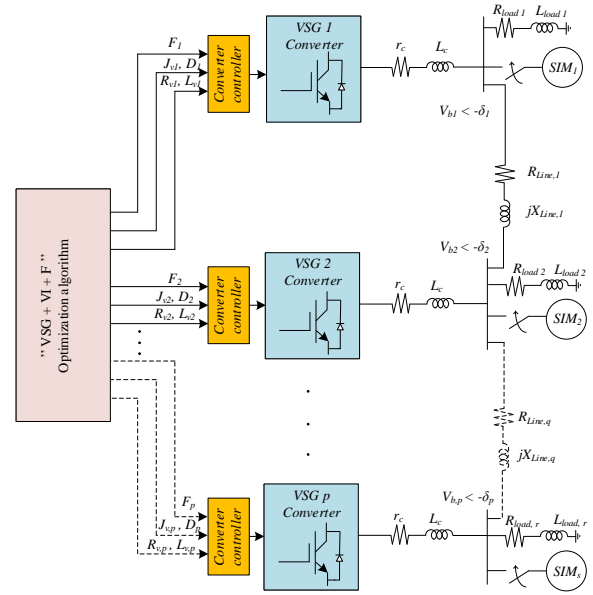 F1
Jv1, D1
Rv1, Lv1
Converter controller
VSG 1
Converter
rc
Lc
Rload 1
Lload 1
SIM1
Vb1 < -δ1
RLine,1
jXLine,1
" VSG + VI + F "
Optimization algorithm
F2
Jv2, D2
Rv2, Lv2
Converter controller
VSG 2
Converter
rc
Lc
Vb2 < -δ2
Rload 2
Lload 2
SIM2
RLine,q
jXLine,q
Fp
Jv,p, Dp
Rv,p, Lv,p
Converter controller
VSG p
Converter
rc
Lc
Vb,p < -δp
Rload, r
Lload, r
SIMs